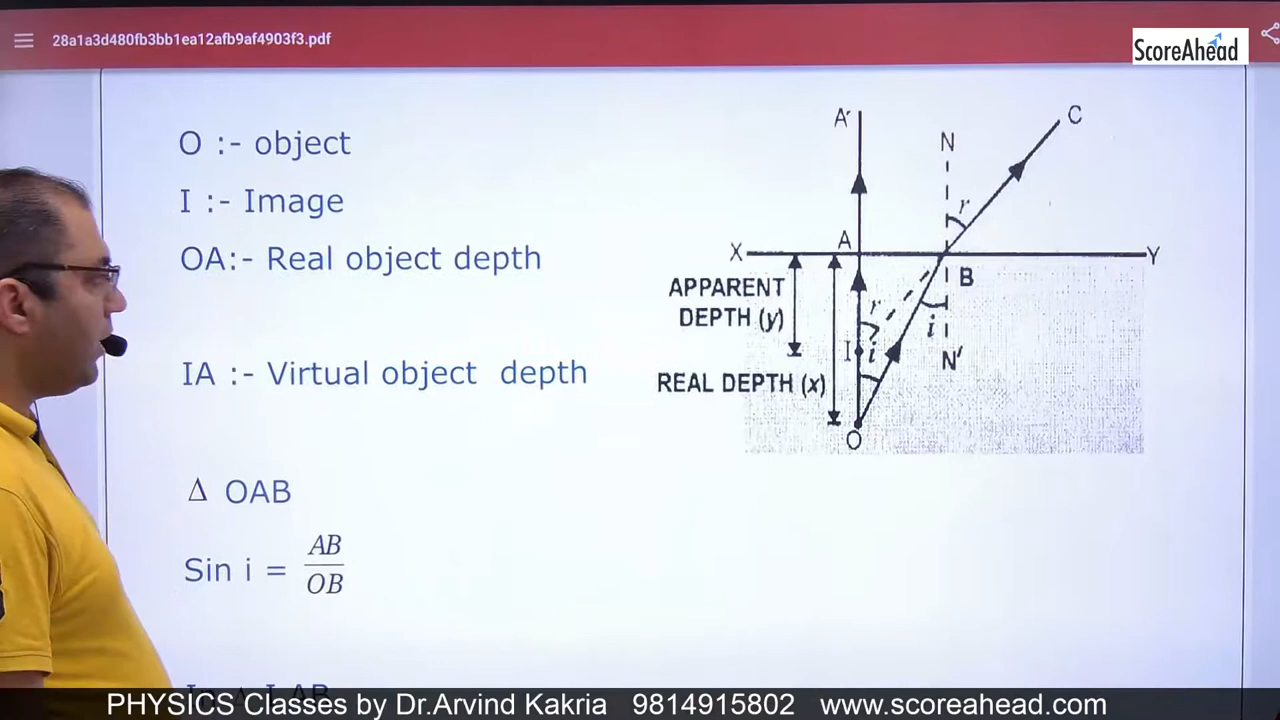 28a1a3d480fb3bb1ea12afb9af4903f3.pdf
ScoreAhead
O :- object
I :- Image
OA:- Real object depth
IA :- Virtual object depth
Δ OAB
Sin i = AB
OB
A'
C
N
r
X
A
Y
B
APPARENT
DEPTH (y)
r
i
I
i
N'
REAL DEPTH (x)
O
PHYSICS Classes by Dr.Arvind Kakria 9814915802 www.scoreahead.com